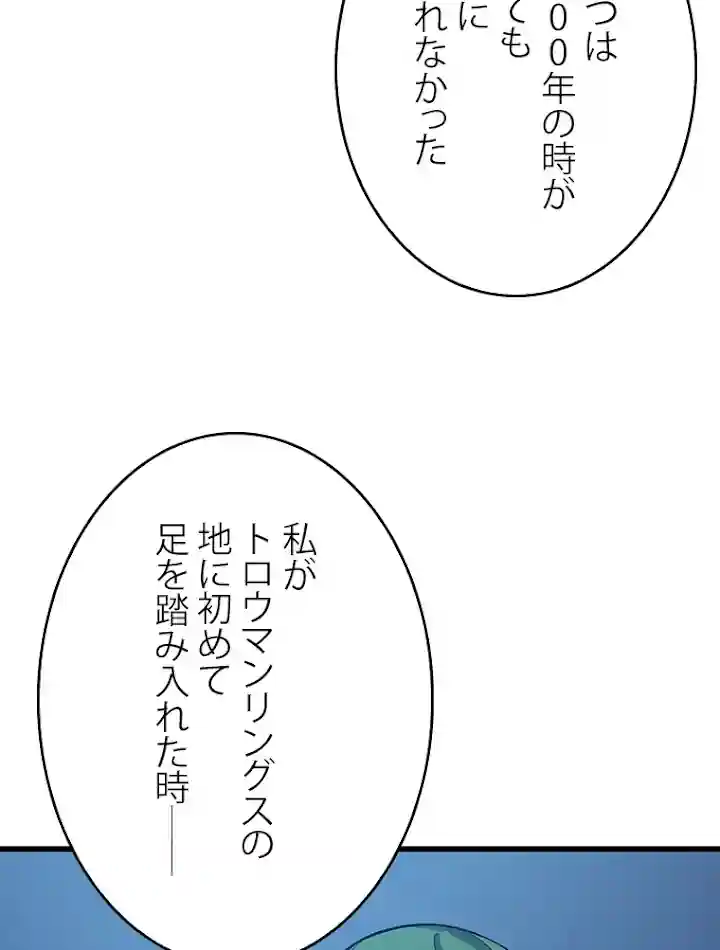 つは
００年の時が
ても
に
れなかった
私が
トロウマンリングスの
地に初めて
足を踏み入れた時──